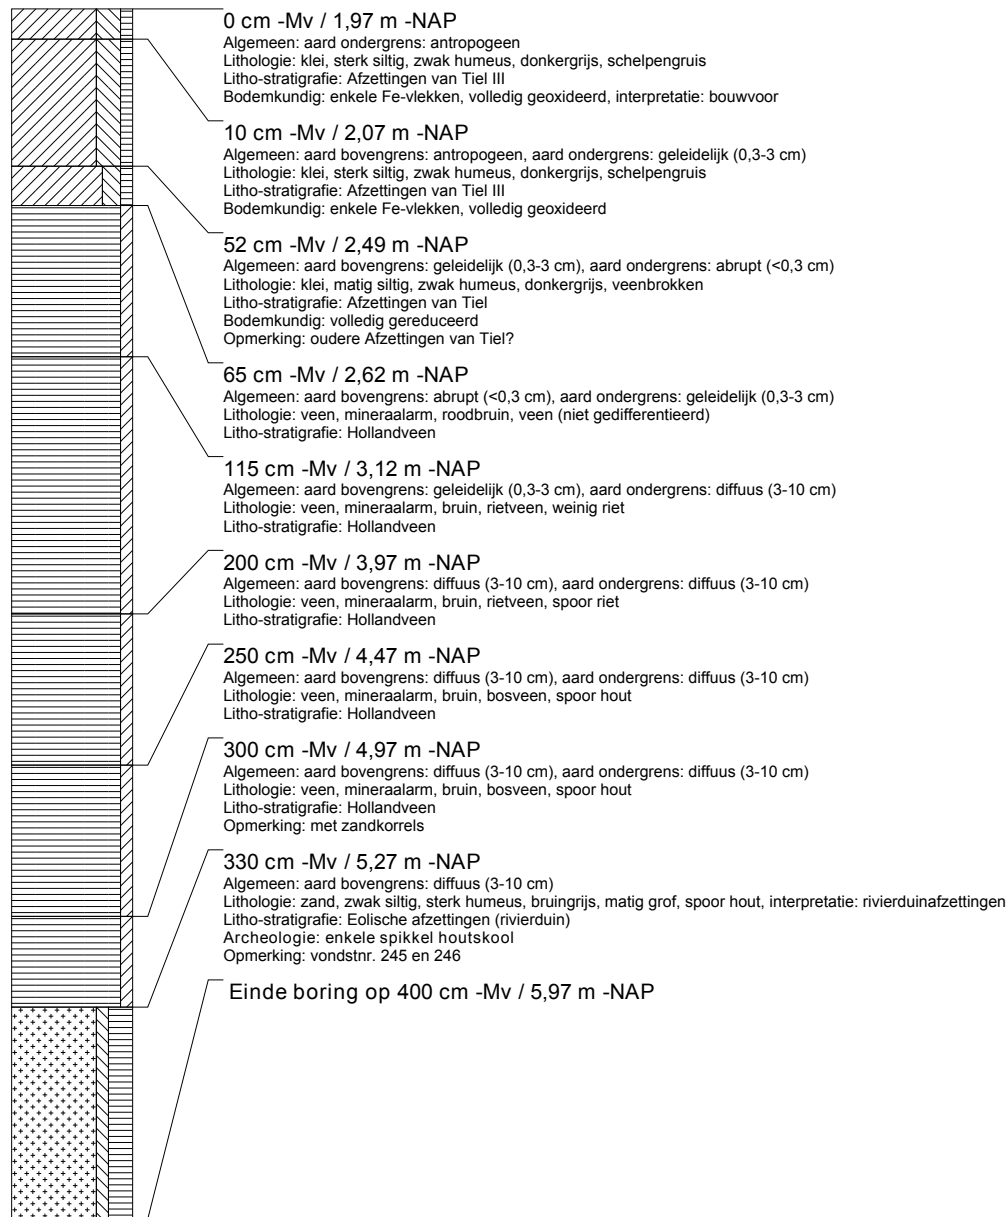 0 cm -Mv / 1,97 m -NAP
Algemeen: aard ondergrens: antropogeen
Lithologie: klei, sterk siltig, zwak humeus, donkergrijs, schelpengruis
Litho-stratigrafie: Afzettingen van Tiel III
Bodemkundig: enkele Fe-vlekken, volledig geoxideerd, interpretatie: bouwvoor
10 cm -Mv / 2,07 m -NAP
Algemeen: aard bovengrens: antropogeen, aard ondergrens: geleidelijk (0,3-3 cm)
Lithologie: klei, sterk siltig, zwak humeus, donkergrijs, schelpengruis
Litho-stratigrafie: Afzettingen van Tiel III
Bodemkundig: enkele Fe-vlekken, volledig geoxideerd
52 cm -Mv / 2,49 m -NAP
Algemeen: aard bovengrens: geleidelijk (0,3-3 cm), aard ondergrens: abrupt (<0,3 cm)
Lithologie: klei, matig siltig, zwak humeus, donkergrijs, veenbrokken
Litho-stratigrafie: Afzettingen van Tiel
Bodemkundig: volledig gereduceerd
Opmerking: oudere Afzettingen van Tiel?
65 cm -Mv / 2,62 m -NAP
Algemeen: aard bovengrens: abrupt (<0,3 cm), aard ondergrens: geleidelijk (0,3-3 cm)
Lithologie: veen, mineraalarm, roodbruin, veen (niet gedifferentieerd)
Litho-stratigrafie: Hollandveen
115 cm -Mv / 3,12 m -NAP
Algemeen: aard bovengrens: geleidelijk (0,3-3 cm), aard ondergrens: diffuus (3-10 cm)
Lithologie: veen, mineraalarm, bruin, rietveen, weinig riet
Litho-stratigrafie: Hollandveen
200 cm -Mv / 3,97 m -NAP
Algemeen: aard bovengrens: diffuus (3-10 cm), aard ondergrens: diffuus (3-10 cm)
Lithologie: veen, mineraalarm, bruin, rietveen, spoor riet
Litho-stratigrafie: Hollandveen
250 cm -Mv / 4,47 m -NAP
Algemeen: aard bovengrens: diffuus (3-10 cm), aard ondergrens: diffuus (3-10 cm)
Lithologie: veen, mineraalarm, bruin, bosveen, spoor hout
Litho-stratigrafie: Hollandveen
300 cm -Mv / 4,97 m -NAP
Algemeen: aard bovengrens: diffuus (3-10 cm), aard ondergrens: diffuus (3-10 cm)
Lithologie: veen, mineraalarm, bruin, bosveen, spoor hout
Litho-stratigrafie: Hollandveen
Opmerking: met zandkorrels
330 cm -Mv / 5,27 m -NAP
Algemeen: aard bovengrens: diffuus (3-10 cm)
Lithologie: zand, zwak siltig, sterk humeus, bruingrijs, matig grof, spoor hout, interpretatie: rivierduinafzettingen
Litho-stratigrafie: Eolische afzettingen (rivierduin)
Archeologie: enkele spikkel houtskool
Opmerking: vondstnr. 245 en 246
Einde boring op 400 cm -Mv / 5,97 m -NAP